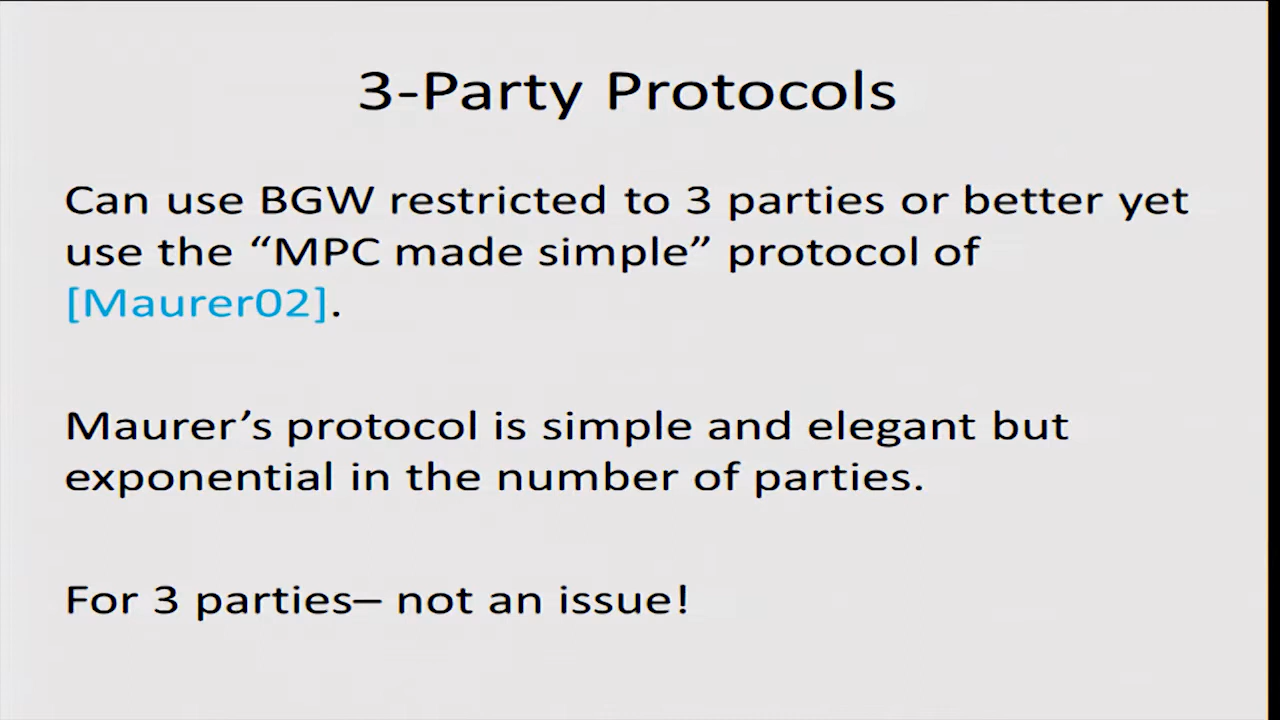 3-Party Protocols
Can use BGW restricted to 3 parties or better yet
use the “MPC made simple” protocol of
[Maurer02].
Maurer’s protocol is simple and elegant but
exponential in the number of parties.
For 3 parties– not an issue!